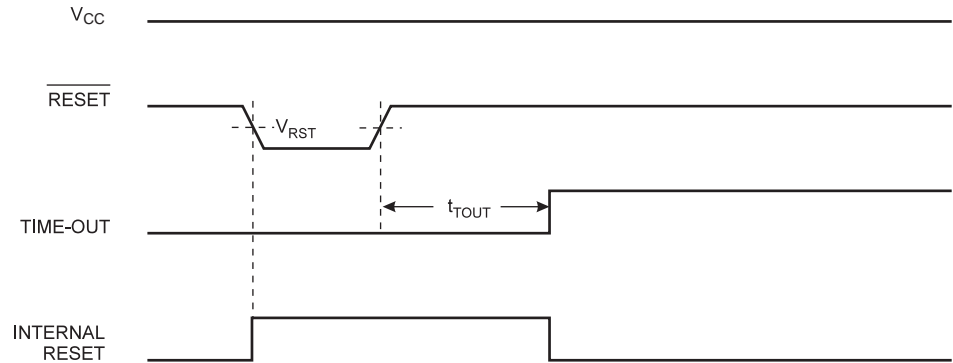 VCC
RESET
VRST
tTOUT
TIME-OUT
INTERNAL
RESET